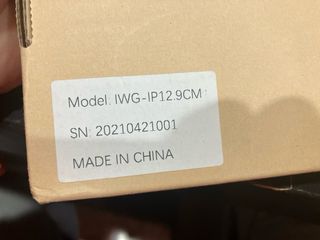 Model: IWG-IP12.9CM
SN: 20210421001
MADE IN CHINA